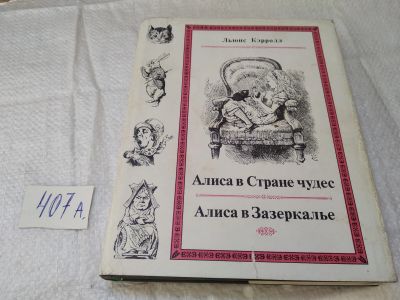 Льюис Кэрролл
Алиса в Стране чудес
Алиса в Зазеркалье
407 А.